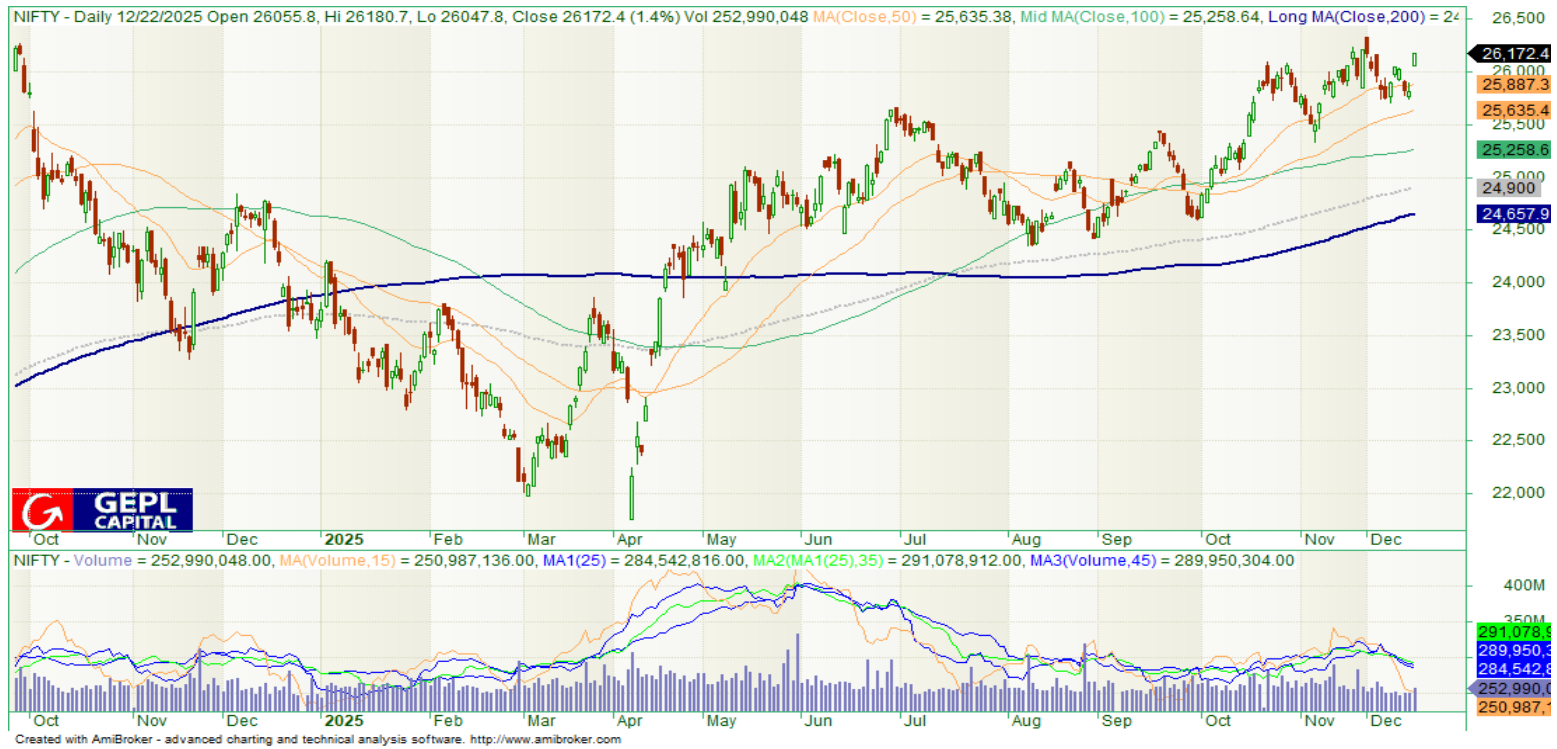 NIFTY - Daily 12/22/2025 Open 26055.8, Hi 26180.7, Lo 26047.8, Close 26172.4 (1.4%) Vol 252,990,048 MA(Close,50) = 25,635.38, Mid MA(Close,100) = 25,258.64, Long MA(Close,200) = 24
26,500
26,172.4
26,000
25,887.3
25,635.4
25,500
25,258.6
25,000
24,900
24,657.9
24,500
24,000
23,500
23,000
22,500
22,000
GEPL
CAPITAL
Oct Nov Dec 2025 Feb Mar Apr May Jun Jul Aug Sep Oct Nov Dec
NIFTY - Volume = 252,990,048.00, MA(Volume,15) = 250,987,136.00, MA1(25) = 284,542,816.00, MA2(MA1(25),35) = 291,078,912.00, MA3(Volume,45) = 289,950,304.00
400M
350M
291,078,9
289,950,3
284,542,8
252,990,0
250,987,1
Oct Nov Dec 2025 Feb Mar Apr May Jun Jul Aug Sep Oct Nov Dec
Created with AmiBroker - advanced charting and technical analysis software. http://www.amibroker.com